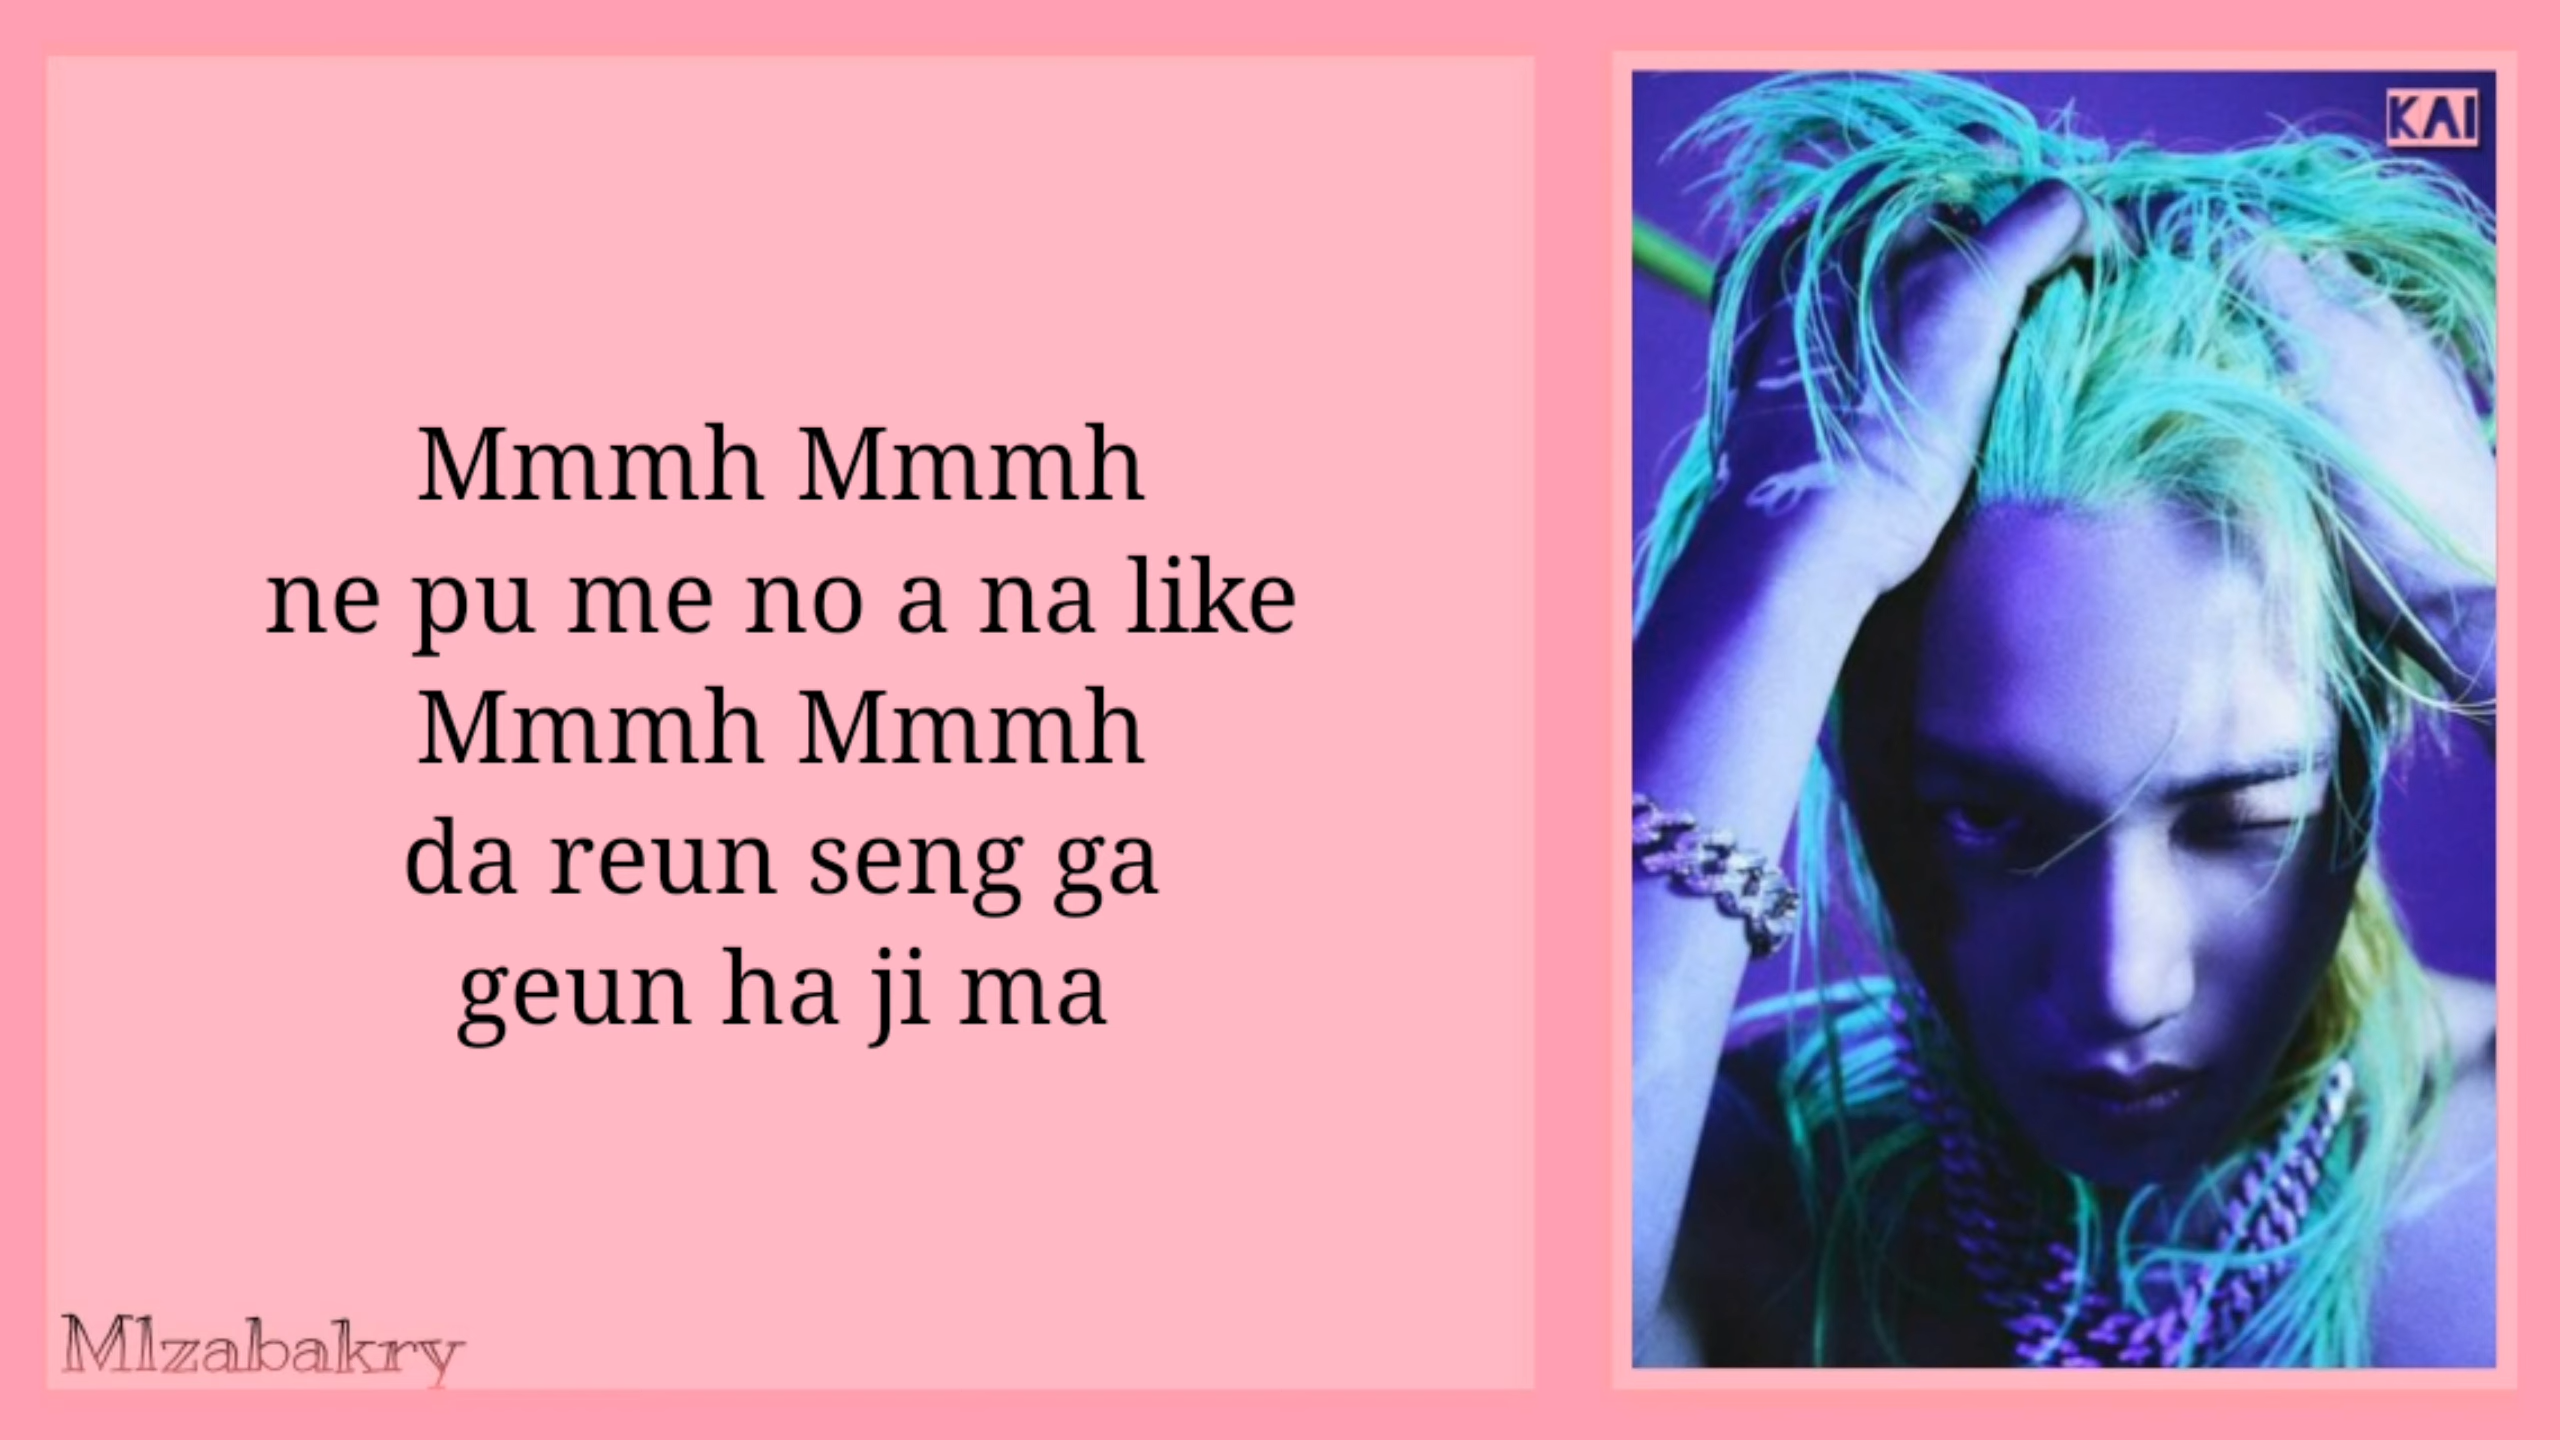 Mmmh Mmmh
ne pu me no a na like
Mmmh Mmmh
da reun seng ga
geun ha ji ma
Mlzabakry
KAI